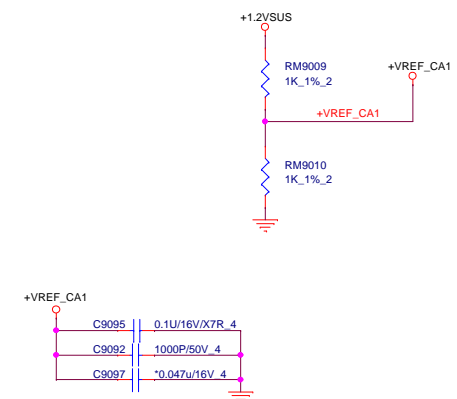 +1.2VSUS
RM9009
1K_1%_2
+VREF_CA1
+VREF_CA1
RM9010
1K_1%_2
+VREF_CA1
C9095 0.1U/16V/X7R_4
C9092 1000P/50V_4
C9097 *0.047u/16V_4